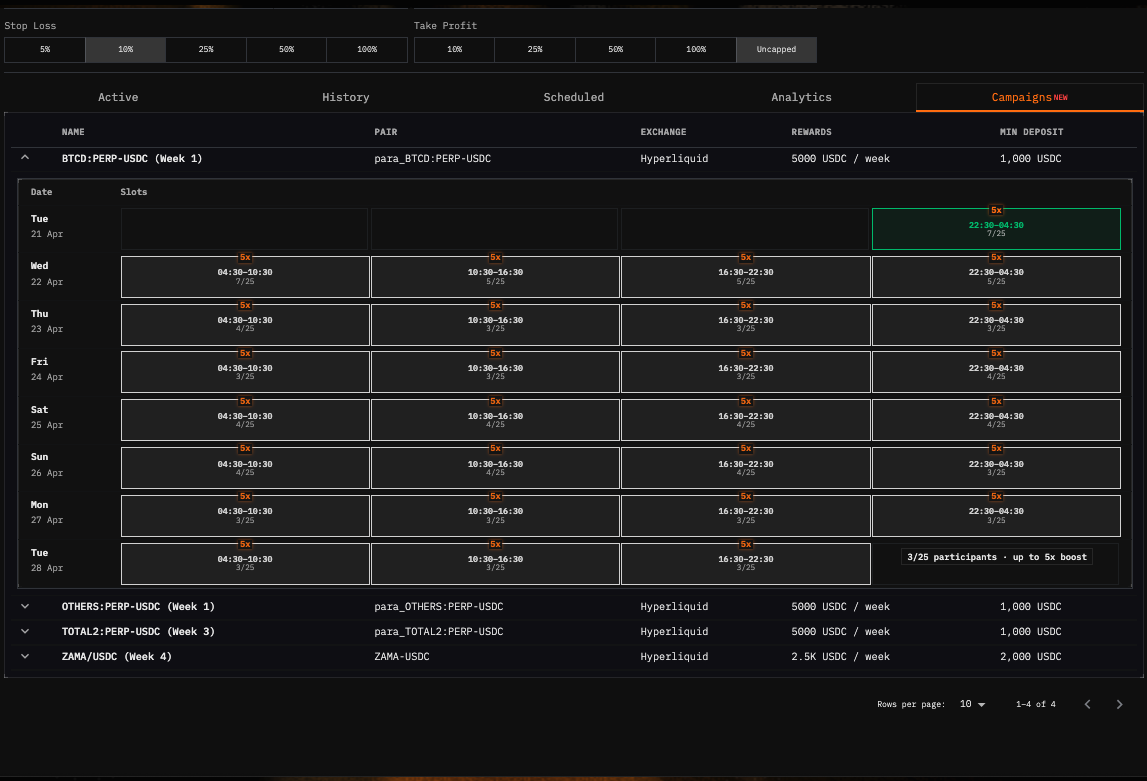 Stop Loss Take Profit
5% 10% 25% 50% 100% 10% 25% 50% 100% Uncapped
Active History Scheduled Analytics Campaigns NEW
NAME PAIR EXCHANGE REWARDS MIN DEPOSIT
BTCD:PERP-USDC (Week 1) para_BTCD:PERP-USDC Hyperliquid 5000 USDC / week 1,000 USDC
Date Slots
5x
Tue 22:30–04:30
21 Apr 7/25
5x 5x 5x 5x
Wed 04:30–10:30 10:30–16:30 16:30–22:30 22:30–04:30
22 Apr 7/25 5/25 5/25 5/25
5x 5x 5x 5x
Thu 04:30–10:30 10:30–16:30 16:30–22:30 22:30–04:30
23 Apr 4/25 3/25 3/25 3/25
5x 5x 5x 5x
Fri 04:30–10:30 10:30–16:30 16:30–22:30 22:30–04:30
24 Apr 3/25 3/25 3/25 4/25
5x 5x 5x 5x
Sat 04:30–10:30 10:30–16:30 16:30–22:30 22:30–04:30
25 Apr 4/25 4/25 4/25 4/25
5x 5x 5x 5x
Sun 04:30–10:30 10:30–16:30 16:30–22:30 22:30–04:30
26 Apr 4/25 4/25 4/25 3/25
5x 5x 5x 5x
Mon 04:30–10:30 10:30–16:30 16:30–22:30 22:30–04:30
27 Apr 3/25 3/25 3/25 3/25
5x 5x 5x
Tue 04:30–10:30 10:30–16:30 16:30–22:30 3/25 participants · up to 5x boost
28 Apr 3/25 3/25 3/25
OTHERS:PERP-USDC (Week 1) para_OTHERS:PERP-USDC Hyperliquid 5000 USDC / week 1,000 USDC
TOTAL2:PERP-USDC (Week 3) para_TOTAL2:PERP-USDC Hyperliquid 5000 USDC / week 1,000 USDC
ZAMA/USDC (Week 4) ZAMA-USDC Hyperliquid 2.5K USDC / week 2,000 USDC
Rows per page: 10 1–4 of 4